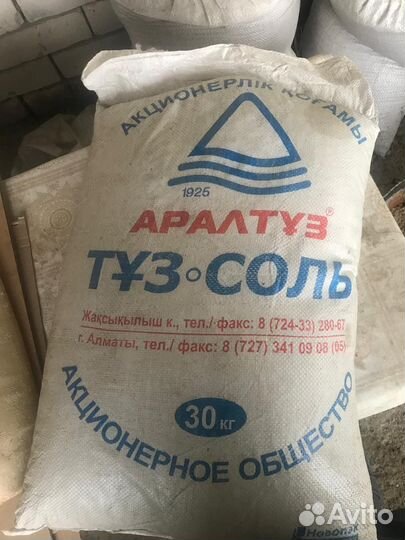 АКЦИОНЕРЛІК ҚОҒАМЫ
1925
АРАЛТҰЗ®
ТҰЗ•СОЛЬ
Жақсықылыш к., тел./ факс: 8 (724-33) 280-67
г. Алматы, тел./ факс: 8 (727) 341 09 08 (05)
30 кг
АКЦИОНЕРНОЕ ОБЩЕСТВО
Avito